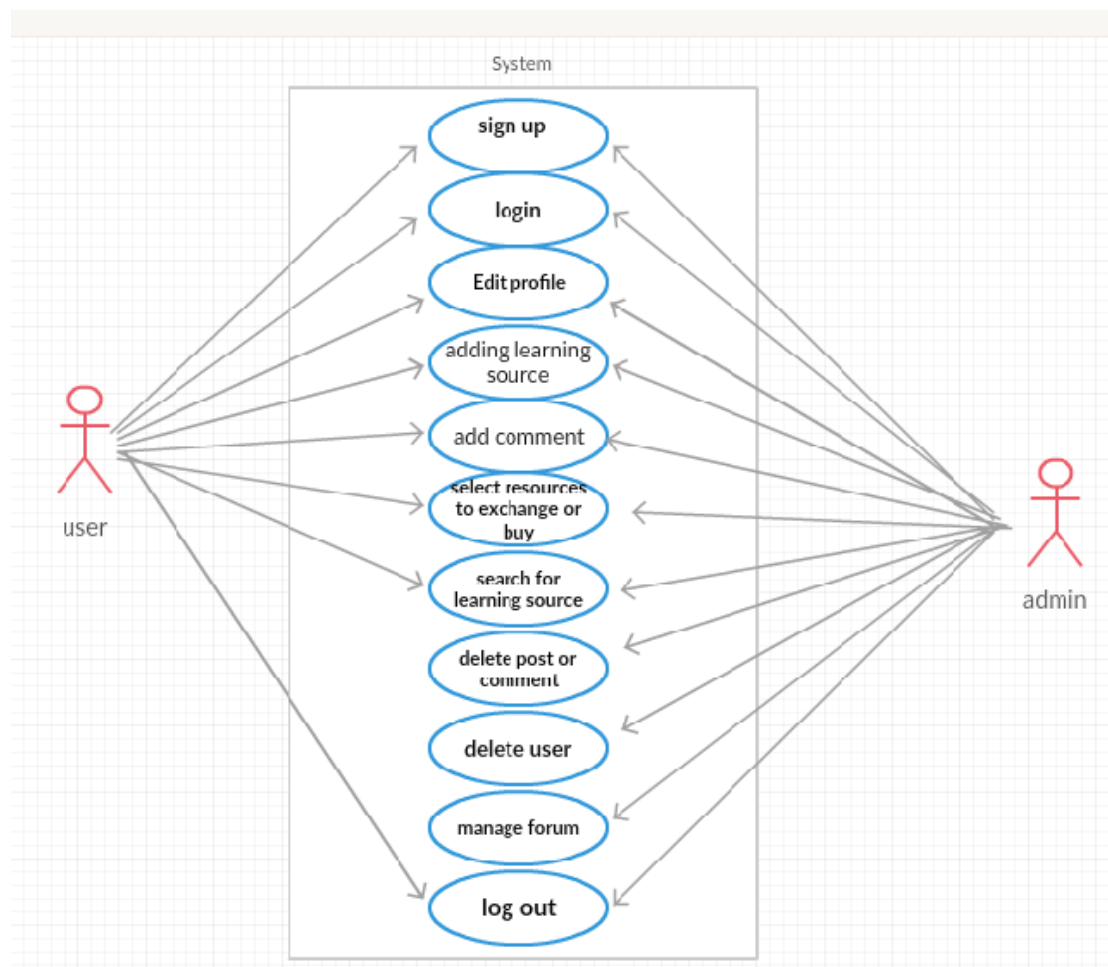 System
sign up
login
Edit profile
adding learning
source
add comment
select resources
to exchange or
buy
user
search for
learning source
admin
delete post or
comment
delete user
manage forum
log out